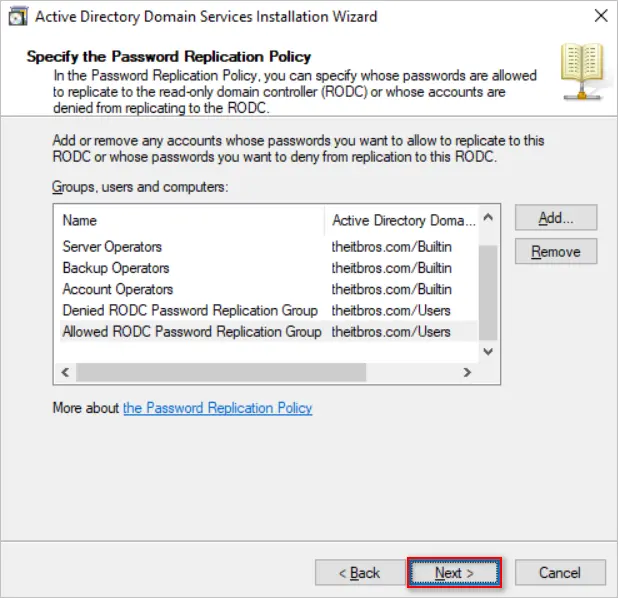 Active Directory Domain Services Installation Wizard
Specify the Password Replication Policy
In the Password Replication Policy, you can specify whose passwords are allowed
to replicate to the read-only domain controller (RODC) or whose accounts are
denied from replicating to the RODC.
Add or remove any accounts whose passwords you want to allow to replicate to this
RODC or whose passwords you want to deny from replication to this RODC.
Groups, users and computers:
Name Active Directory Doma...
Add...
Server Operators theitbros.com/Builtin
Remove
Backup Operators theitbros.com/Builtin
Account Operators theitbros.com/Builtin
Denied RODC Password Replication Group theitbros.com/Users
Allowed RODC Password Replication Group theitbros.com/Users
More about the Password Replication Policy
< Back Next > Cancel